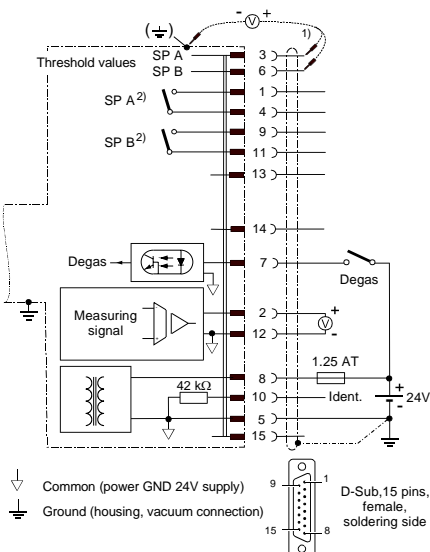 - V + 1)
Threshold values
SP A 3
SP B 6
SP A2) 1
4
SP B2) 9
11
13
14
Degas 7
Degas
Measuring
signal
2 + V -
12
8 1.25 AT
42 kΩ 10 Ident. + - 24V
5
15
Common (power GND 24V supply)
Ground (housing, vacuum connection)
9 1
15 8
D-Sub,15 pins,
female,
soldering side